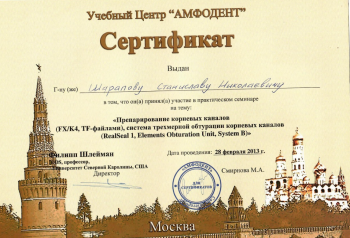 Учебный Центр "АМФОДЕНТ"
Сертификат
Выдан
Г-ну (же) Шарапову Станиславу Николаевичу
в том, что он(а) принял(а) участие в практическом семинаре
на тему:
«Препарирование корневых каналов
(FX/K4, TF-файлами), система трехмерной обтурации корневых каналов
(RealSeal 1, Elements Obturation Unit, System B)»
Филипп Шлейман
Дата проведения: 28 февраля 2013 г.
DDS, профессор,
Университет Северной Каролины, США
Директор
Смирнова М.А.
ДЛЯ СЕРТИФИКАТОВ
Москва